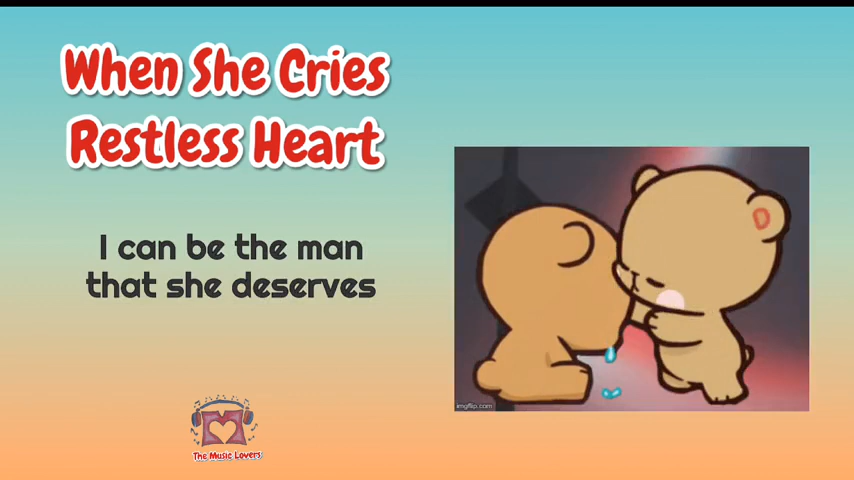 When She Cries
Restless Heart
I can be the man
that she deserves
The Music Lovers
imgflip.com